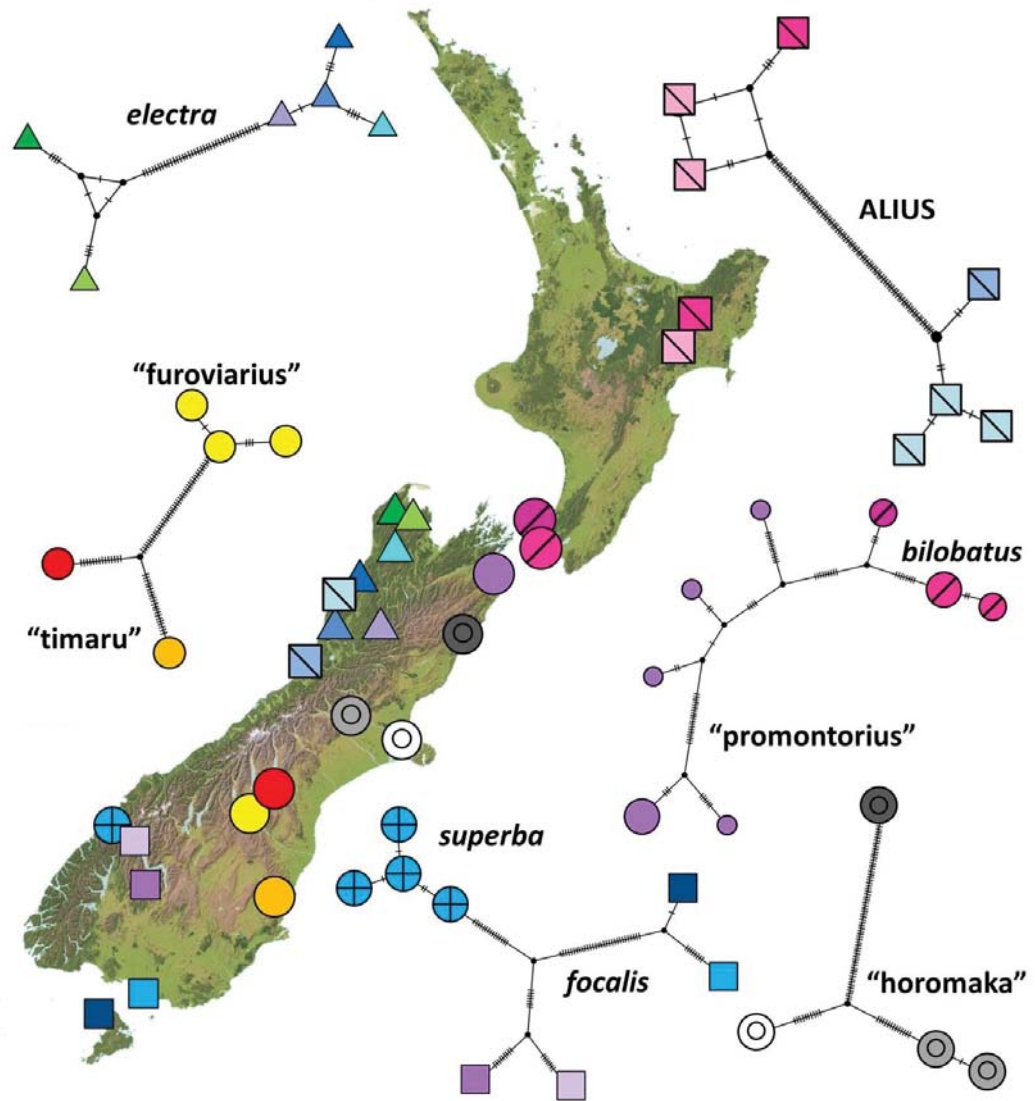 electra
ALIUS
“furoviarius”
bilobatus
“timaru”
“promontorius”
superba
focalis
“horomaka”